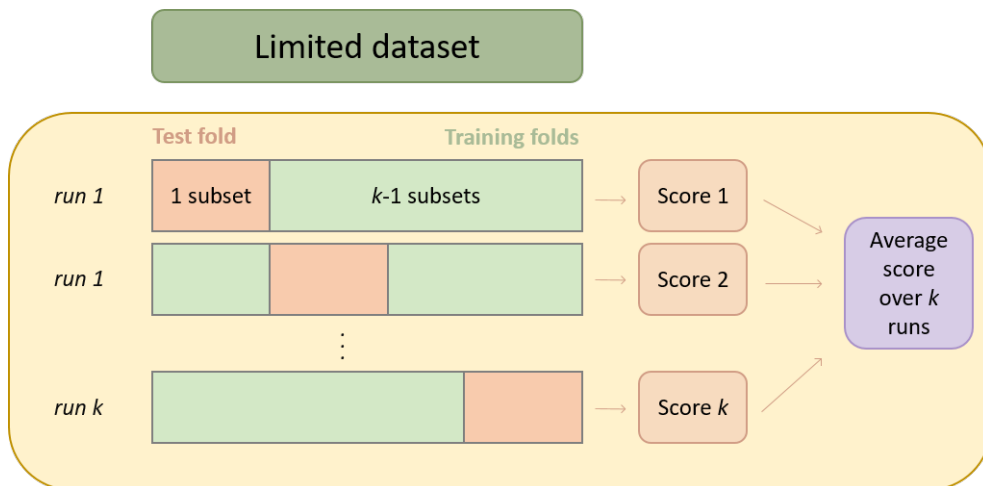 Limited dataset
Test fold
Training folds
run 1
1 subset
k-1 subsets
Score 1
run 1
Score 2
Average
score
over k
runs
⋮
run k
Score k